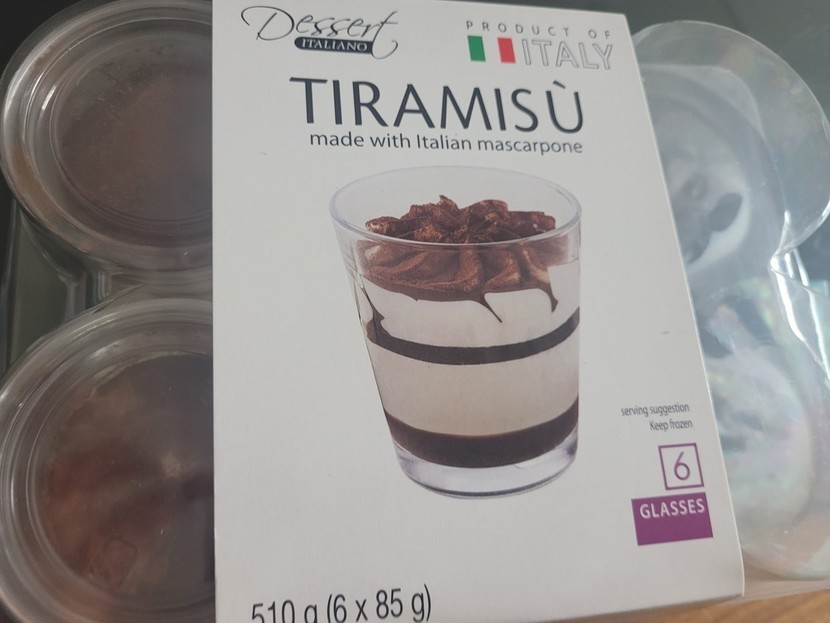 Dessert
ITALIANO
PRODUCT OF
ITALY
TIRAMISÙ
made with Italian mascarpone
serving suggestion
Keep frozen
6
GLASSES
510 g (6 x 85 g)